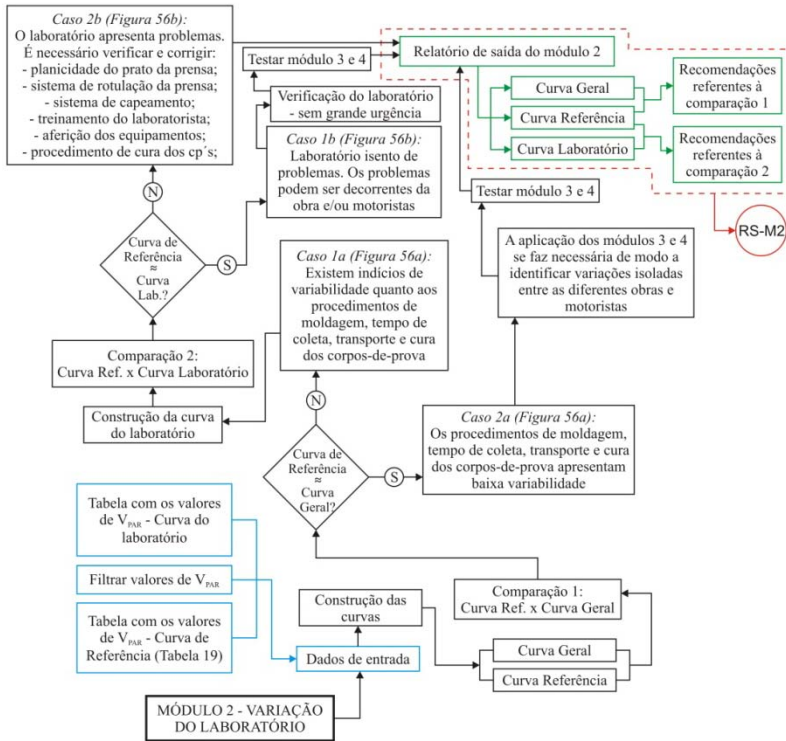 Caso 2b (Figura 56b):
O laboratório apresenta problemas.
É necessário verificar e corrigir:
- planicidade do prato da prensa;
- sistema de rotulação da prensa;
- sistema de capeamento;
- treinamento do laboratorista;
- aferição dos equipamentos;
- procedimento de cura dos cp´s;
Testar módulo 3 e 4
Relatório de saída do módulo 2
Curva Geral
Curva Referência
Curva Laboratório
Recomendações
referentes à
comparação 1
Recomendações
referentes à
comparação 2
RS-M2
Verificação do laboratório
- sem grande urgência
Caso 1b (Figura 56b):
Laboratório isento de
problemas. Os problemas
podem ser decorrentes da
obra e/ou motoristas
Testar módulo 3 e 4
N
Curva de
Referência
≈
Curva
Lab.?
S
Caso 1a (Figura 56a):
Existem indícios de
variabilidade quanto aos
procedimentos de
moldagem, tempo de
coleta, transporte e cura
dos corpos-de-prova
A aplicação dos módulos 3 e 4
se faz necessária de modo a
identificar variações isoladas
entre as diferentes obras e
motoristas
Comparação 2:
Curva Ref. x Curva Laboratório
Construção da curva
do laboratório
N
Curva de
Referência
≈
Curva
Geral?
S
Caso 2a (Figura 56a):
Os procedimentos de moldagem,
tempo de coleta, transporte e cura
dos corpos-de-prova apresentam
baixa variabilidade
Tabela com os valores
de VPAR - Curva do
laboratório
Filtrar valores de VPAR
Tabela com os valores
de VPAR - Curva de
Referência (Tabela 19)
Construção das
curvas
Comparação 1:
Curva Ref. x Curva Geral
Dados de entrada
Curva Geral
Curva Referência
MÓDULO 2 - VARIAÇÃO
DO LABORATÓRIO